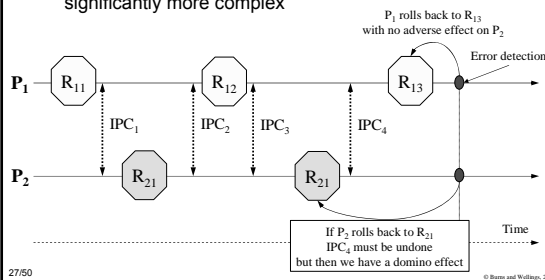 significantly more complex
P1 rolls back to R13
with no adverse effect on P2
Error detection
P1
R11
R12
R13
IPC1
IPC2
IPC3
IPC4
P2
R21
R21
If P2 rolls back to R21
IPC4 must be undone
but then we have a domino effect
Time
27/50
© Burns and Wellings, 2